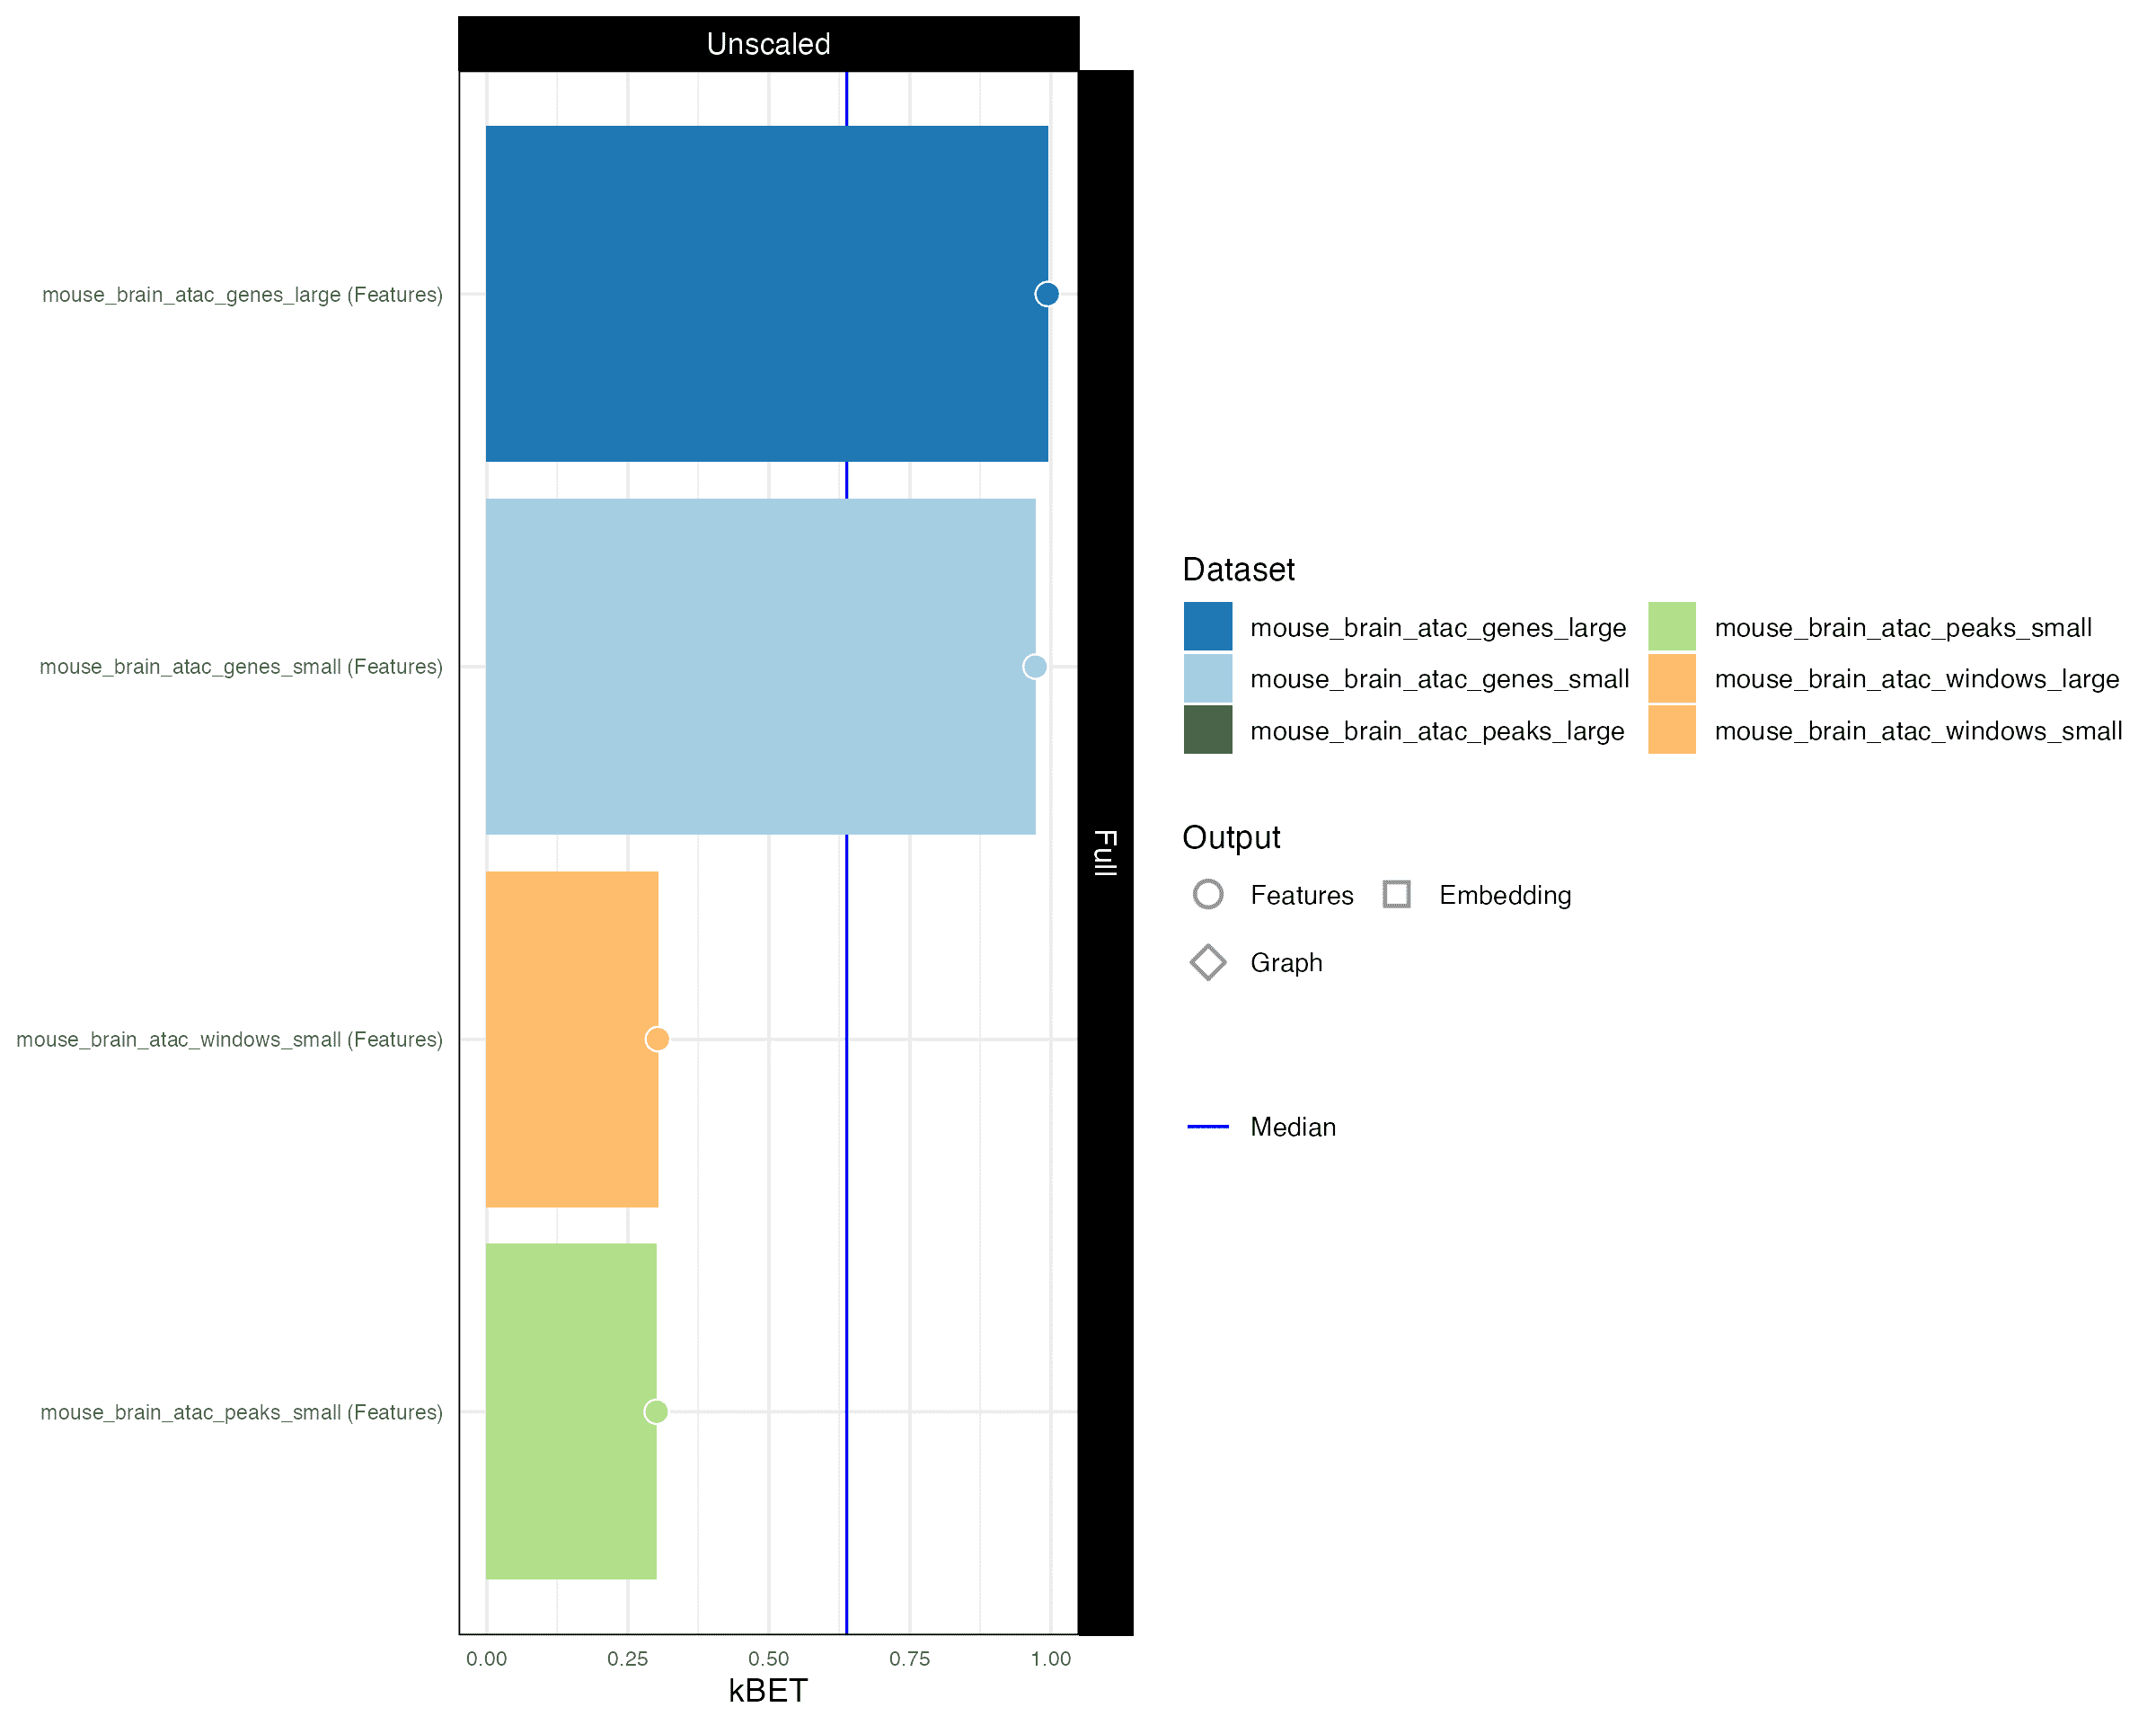 Unscaled
mouse_brain_atac_genes_large (Features)
mouse_brain_atac_genes_small (Features)
mouse_brain_atac_windows_small (Features)
mouse_brain_atac_peaks_small (Features)
0.00 0.25 0.50 0.75 1.00
kBET
Full
Dataset
mouse_brain_atac_genes_large mouse_brain_atac_peaks_small
mouse_brain_atac_genes_small mouse_brain_atac_windows_large
mouse_brain_atac_peaks_large mouse_brain_atac_windows_small
Output
Features Embedding
Graph
Median